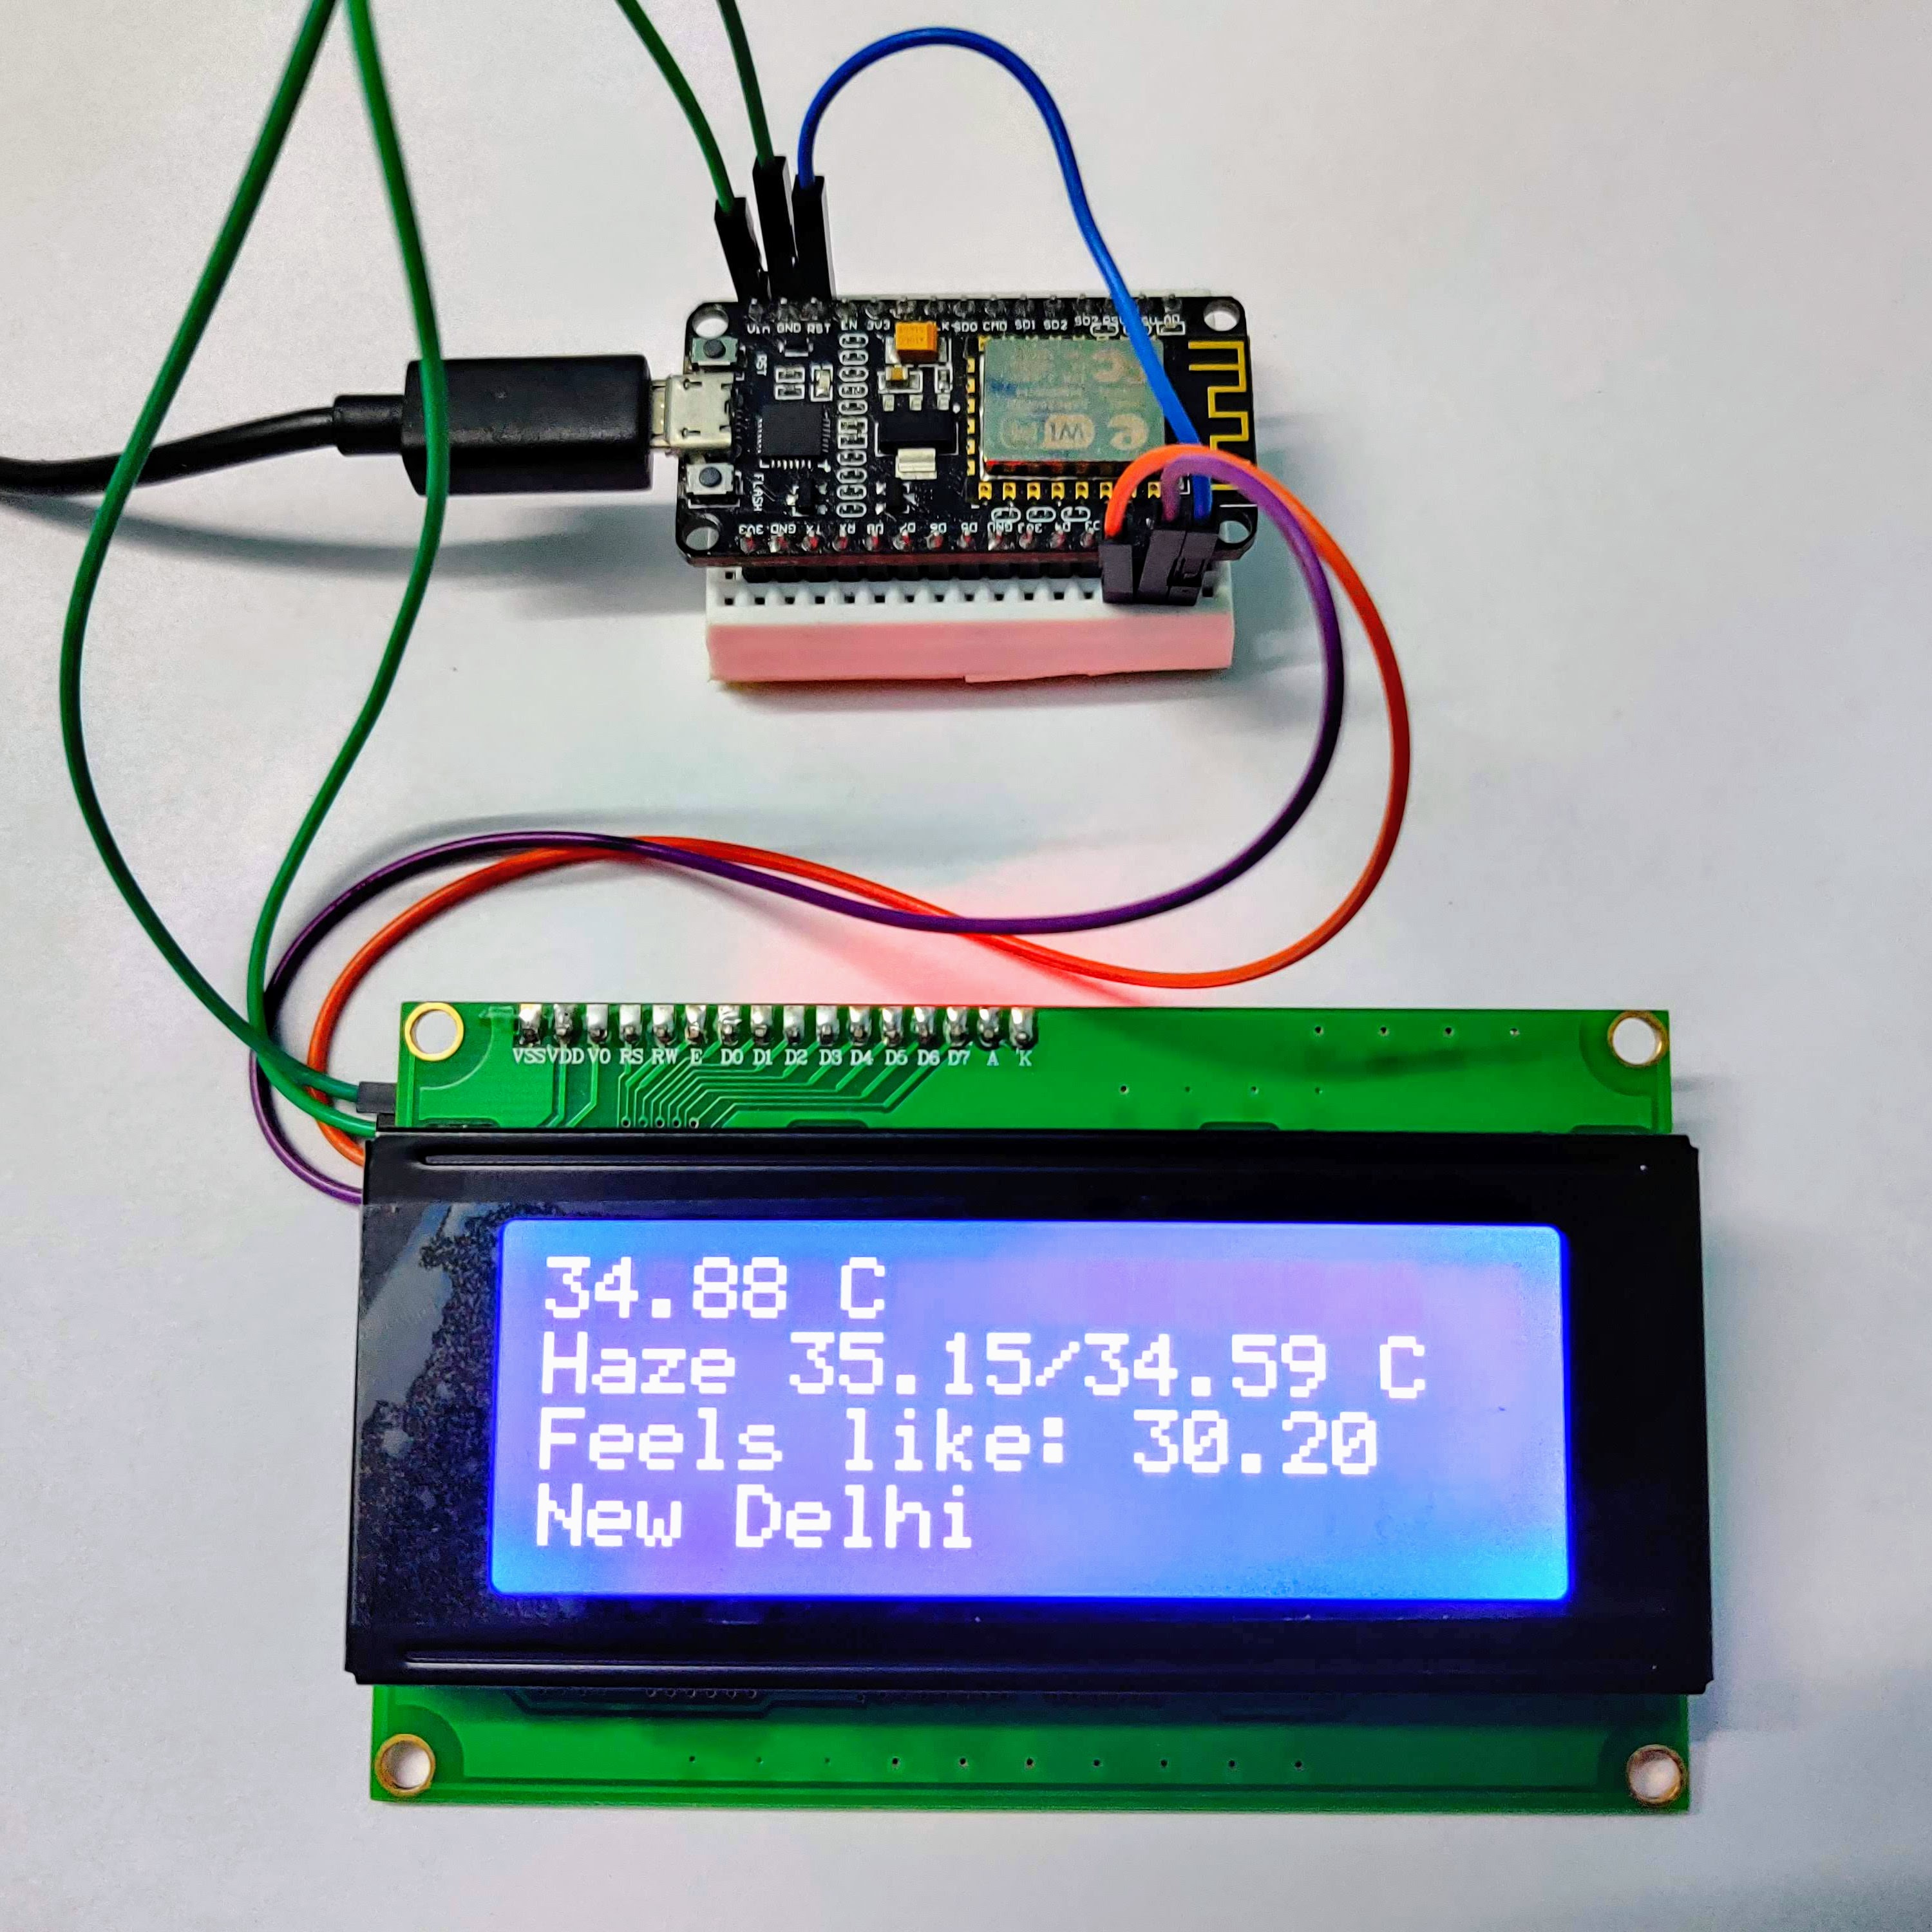 VIN GND RST EN 3V3 SD0 CMD SD1 SD2
RST
FLASH
3V3 GND TX RX D8 D7 D6 D5 GND 3V3
VSS VDD V0 RS RW E D0 D1 D2 D3 D4 D5 D6 D7 A K
34.88 C
Haze 35.15/34.59 C
Feels like: 30.20
New Delhi